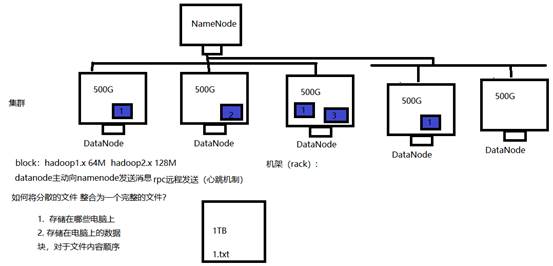 NameNode
500G
500G
500G
500G
500G
1
2
1
3
1
集群
DataNode
DataNode
DataNode
DataNode
DataNode
block：hadoop1.x 64M  hadoop2.x 128M
机架（rack）：
datanode主动向namenode发送消息 rpc远程发送（心跳机制）
如何将分散的文件 整合为一个完整的文件?
1. 存储在哪些电脑上
2. 存储在电脑上的数据
块，对于文件内容顺序
1TB
1.txt